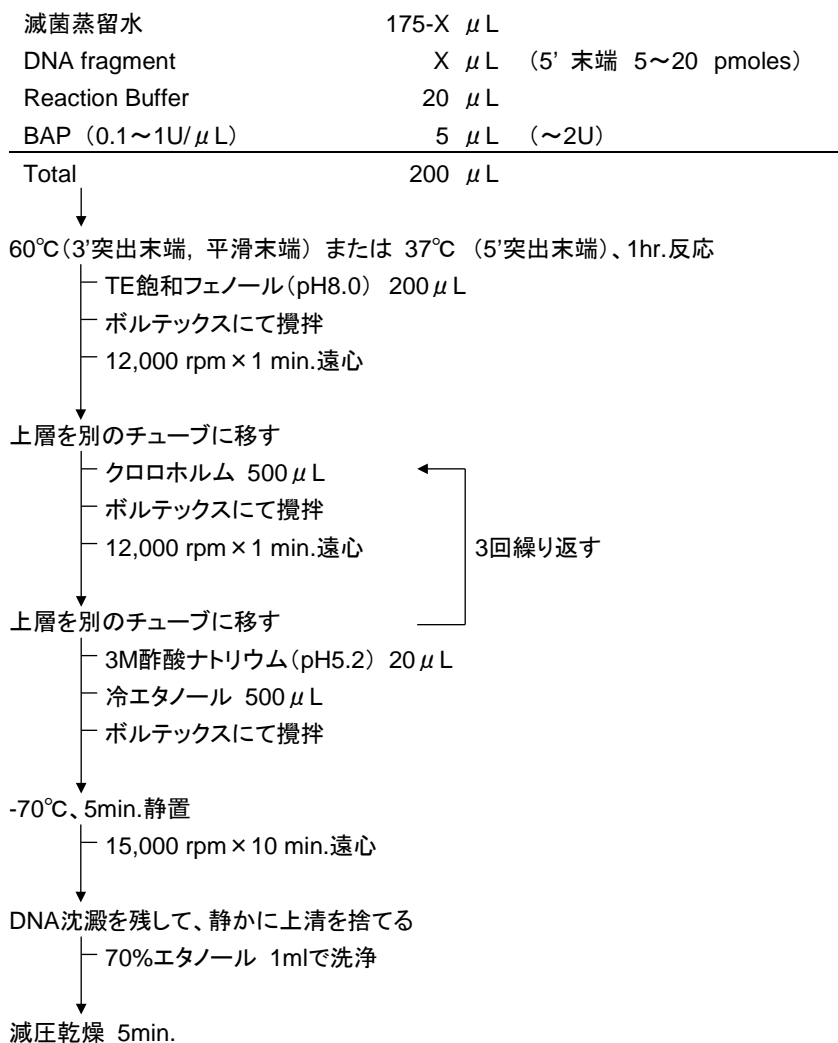 滅菌蒸留水 175-X μL
DNA fragment X μL （5’ 末端 5～20 pmoles）
Reaction Buffer 20 μL
BAP （0.1～1U/μL） 5 μL （～2U）
Total 200 μL
60℃（3’突出末端, 平滑末端） または 37℃ （5’突出末端）、1hr.反応
TE飽和フェノール（pH8.0） 200μL
ボルテックスにて攪拌
12,000 rpm×1 min.遠心
上層を別のチューブに移す
クロロホルム 500μL
ボルテックスにて攪拌
12,000 rpm×1 min.遠心 3回繰り返す
上層を別のチューブに移す
3M酢酸ナトリウム（pH5.2） 20μL
冷エタノール 500μL
ボルテックスにて攪拌
-70℃、5min.静置
15,000 rpm×10 min.遠心
DNA沈澱を残して、静かに上清を捨てる
70%エタノール 1mlで洗浄
減圧乾燥 5min.